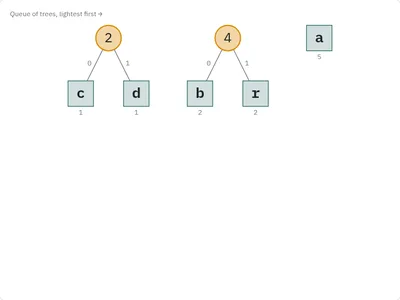 Queue of trees, lightest first →
2 4 a
0 1 0 1 5
c d b r
1 1 2 2